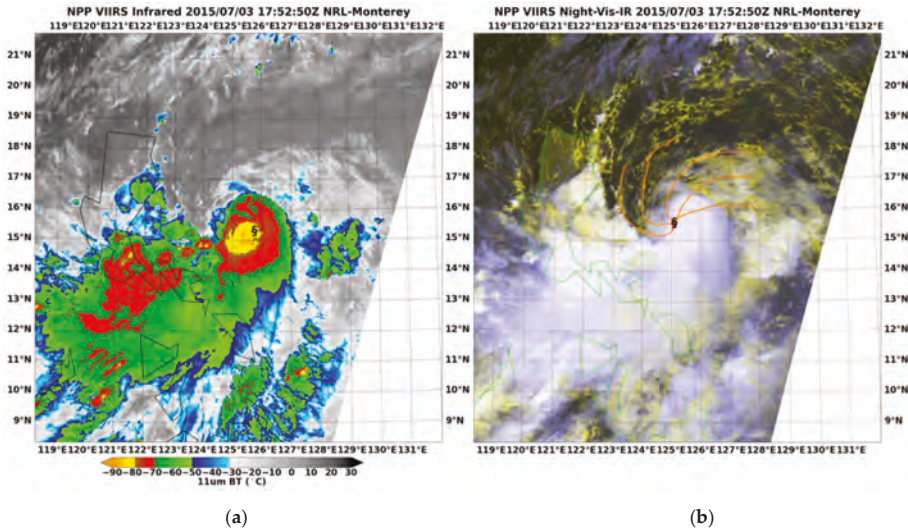 NPP VIIRS Infrared 2015/07/03 17:52:50Z NRL-Monterey
119°E120°E121°E122°E123°E124°E125°E126°E127°E128°E129°E130°E131°E 132°E
21°N
20°N
19°N
18°N
17°N
16°N
15°N
14°N
13°N
12°N
11°N
10°N
9°N
§
119°E 120°E121°E122°E123°E124°E125°E126°E127°E128°E129°E130°E131°E
−90−80−70−60−50−40−30−20−10 0 10 20 30
11um BT (°C)
(a)
NPP VIIRS Night-Vis-IR 2015/07/03 17:52:50Z NRL-Monterey
119°E120°E121°E122°E123°E124°E125°E126°E127°E128°E129°E130°E131°E 132°E
21°N
20°N
19°N
18°N
17°N
16°N
15°N
14°N
13°N
12°N
11°N
10°N
9°N
§
119°E 120°E121°E122°E123°E124°E125°E126°E127°E128°E129°E130°E131°E
(b)